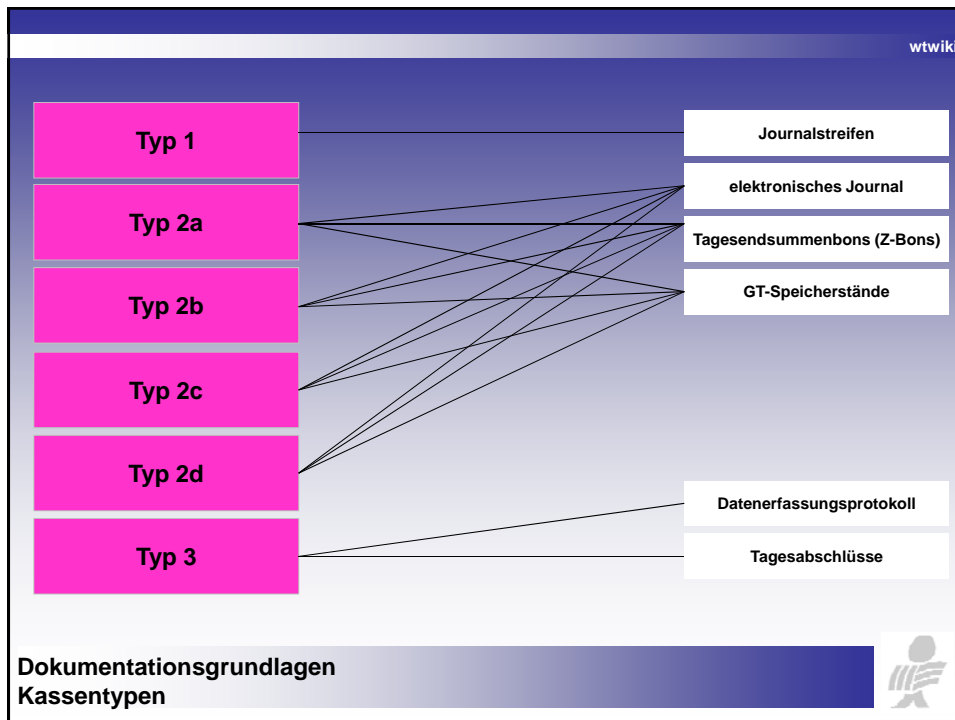 wtwiki
Typ 1
Typ 2a
Typ 2b
Typ 2c
Typ 2d
Typ 3
Journalstreifen
elektronisches Journal
Tagesendsummenbons (Z-Bons)
GT-Speicherstände
Datenerfassungsprotokoll
Tagesabschlüsse
Dokumentationsgrundlagen
Kassentypen